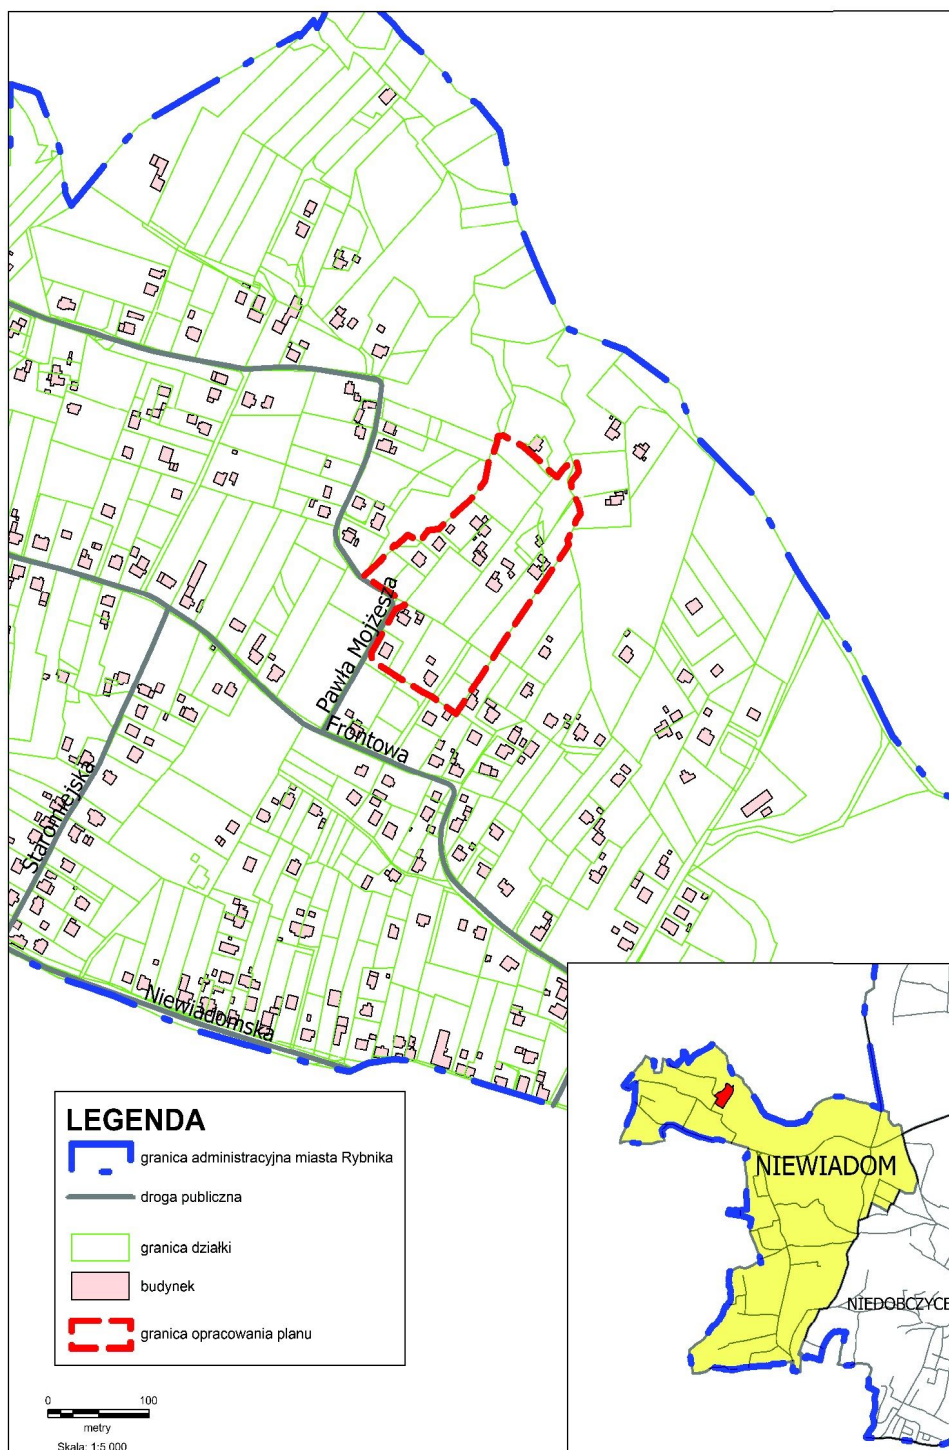 Pawła Mojżesza
Frontowa
Staromiejska
Niewiadomska
LEGENDA
granica administracyjna miasta Rybnika
droga publiczna
granica działki
budynek
granica opracowania planu
0 100
metry
Skala: 1:5 000
NIEWIADOM
NIEDOBCZYCE